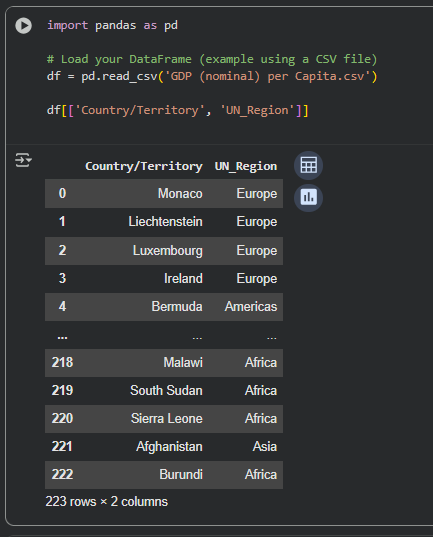 import pandas as pd
# Load your DataFrame (example using a CSV file)
df = pd.read_csv('GDP (nominal) per Capita.csv')
df[['Country/Territory', 'UN_Region']]
Country/Territory UN_Region
0 Monaco Europe
1 Liechtenstein Europe
2 Luxembourg Europe
3 Ireland Europe
4 Bermuda Americas
... ... ...
218 Malawi Africa
219 South Sudan Africa
220 Sierra Leone Africa
221 Afghanistan Asia
222 Burundi Africa
223 rows × 2 columns